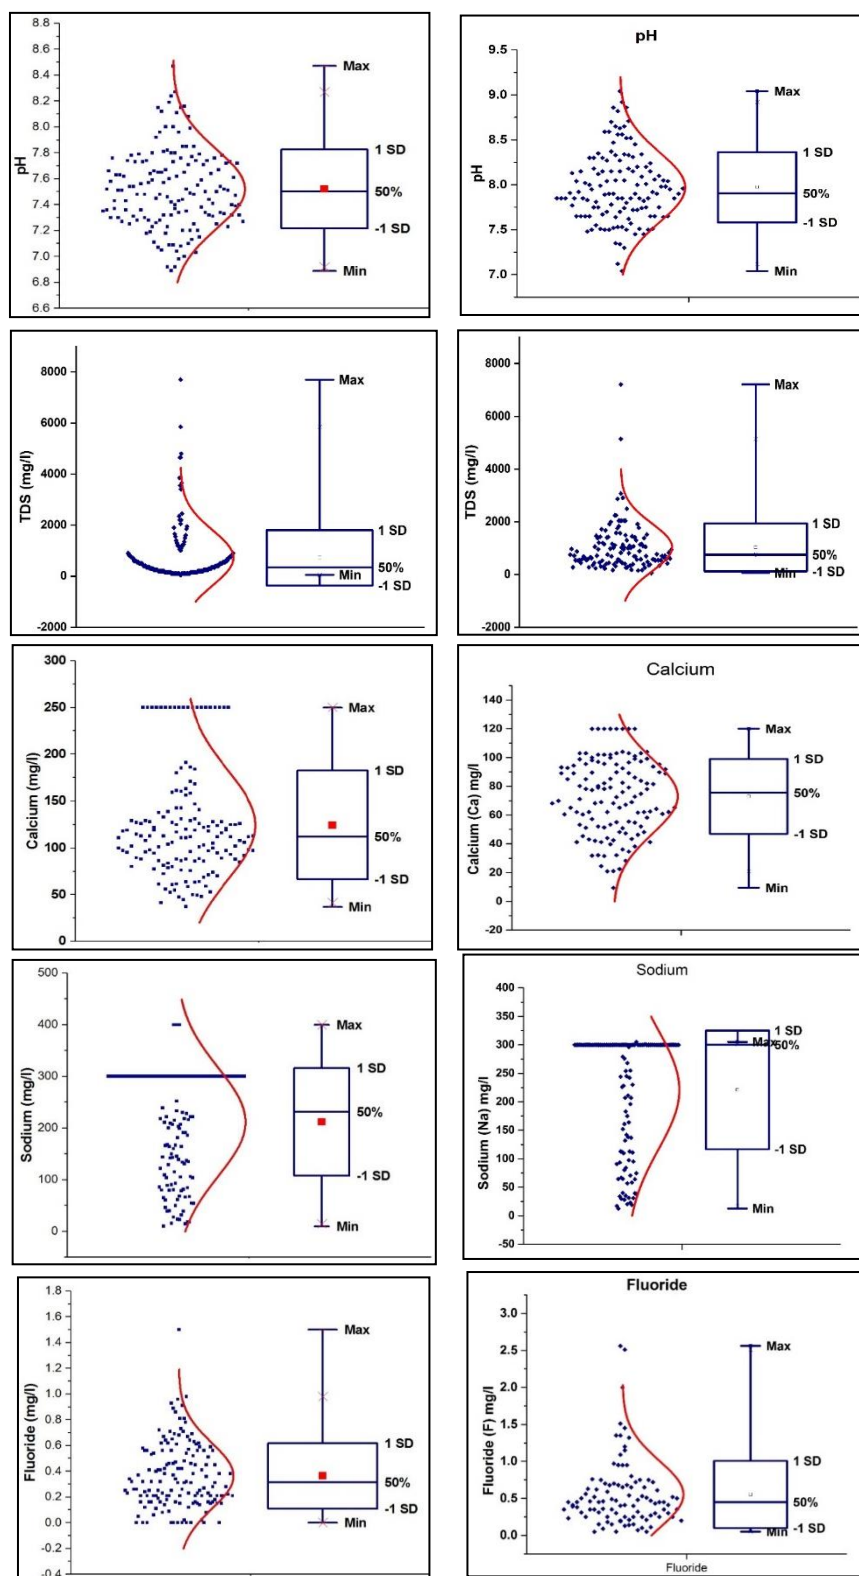 8.8
8.6
8.4
8.2
8.0
7.8
7.6
7.4
7.2
7.0
6.8
6.6
pH
Max
1 SD
50%
-1 SD
Min
pH
9.5
9.0
8.5
8.0
7.5
7.0
pH
Max
1 SD
50%
-1 SD
Min
8000
6000
4000
2000
0
-2000
TDS (mg/l)
Max
1 SD
50%
Min
-1 SD
8000
6000
4000
2000
0
-2000
TDS (mg/l)
Max
1 SD
50%
Min
-1 SD
300
250
200
150
100
50
0
Calcium (mg/l)
Max
1 SD
50%
-1 SD
Min
Calcium
140
120
100
80
60
40
20
0
-20
Calcium (Ca) mg/l
Max
1 SD
50%
-1 SD
Min
500
400
300
200
100
0
Sodium (mg/l)
Max
1 SD
50%
-1 SD
Min
Sodium
400
350
300
250
200
150
100
50
0
-50
Sodium (Na) mg/l
1 SD
Max
50%
-1 SD
Min
1.8
1.6
1.4
1.2
1.0
0.8
0.6
0.4
0.2
0.0
-0.2
-0.4
Fluoride (mg/l)
Max
1 SD
50%
-1 SD
Min
Fluoride
3.0
2.5
2.0
1.5
1.0
0.5
0.0
Fluoride (F) mg/l
Max
1 SD
50%
Min
-1 SD
Fluoride